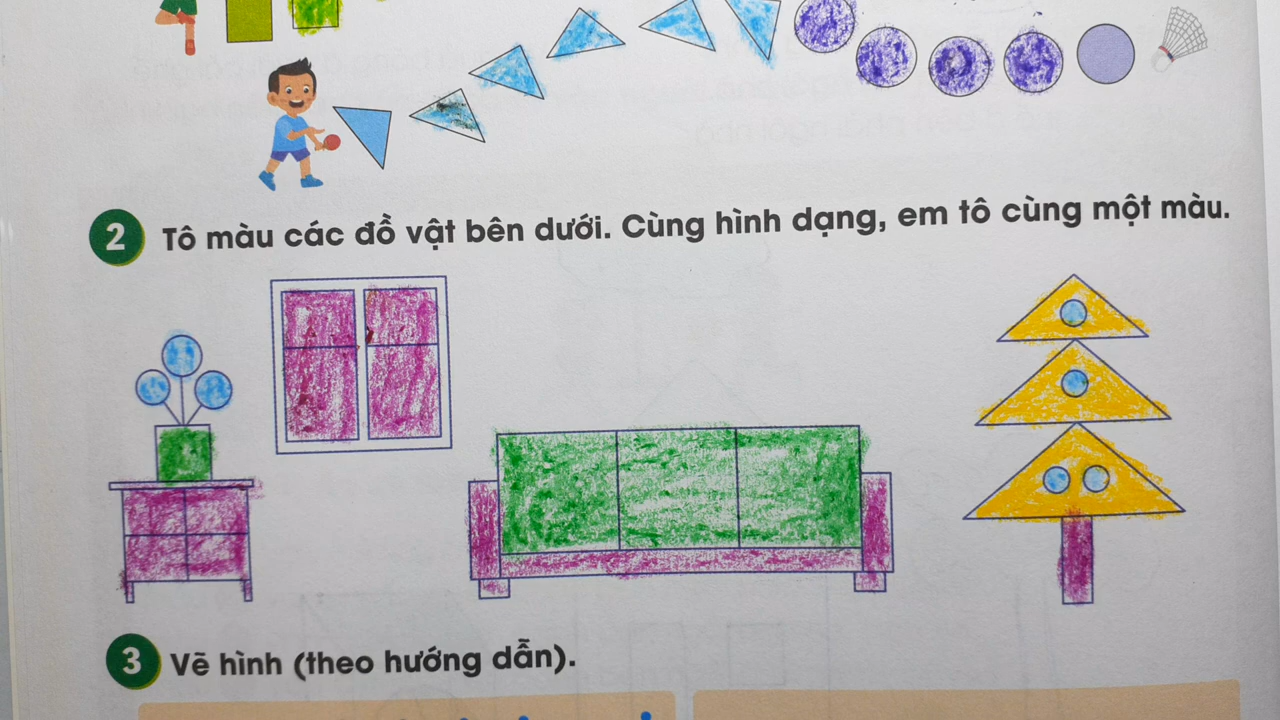 2 Tô màu các đồ vật bên dưới. Cùng hình dạng, em tô cùng một màu.
3 Vẽ hình (theo hướng dẫn).